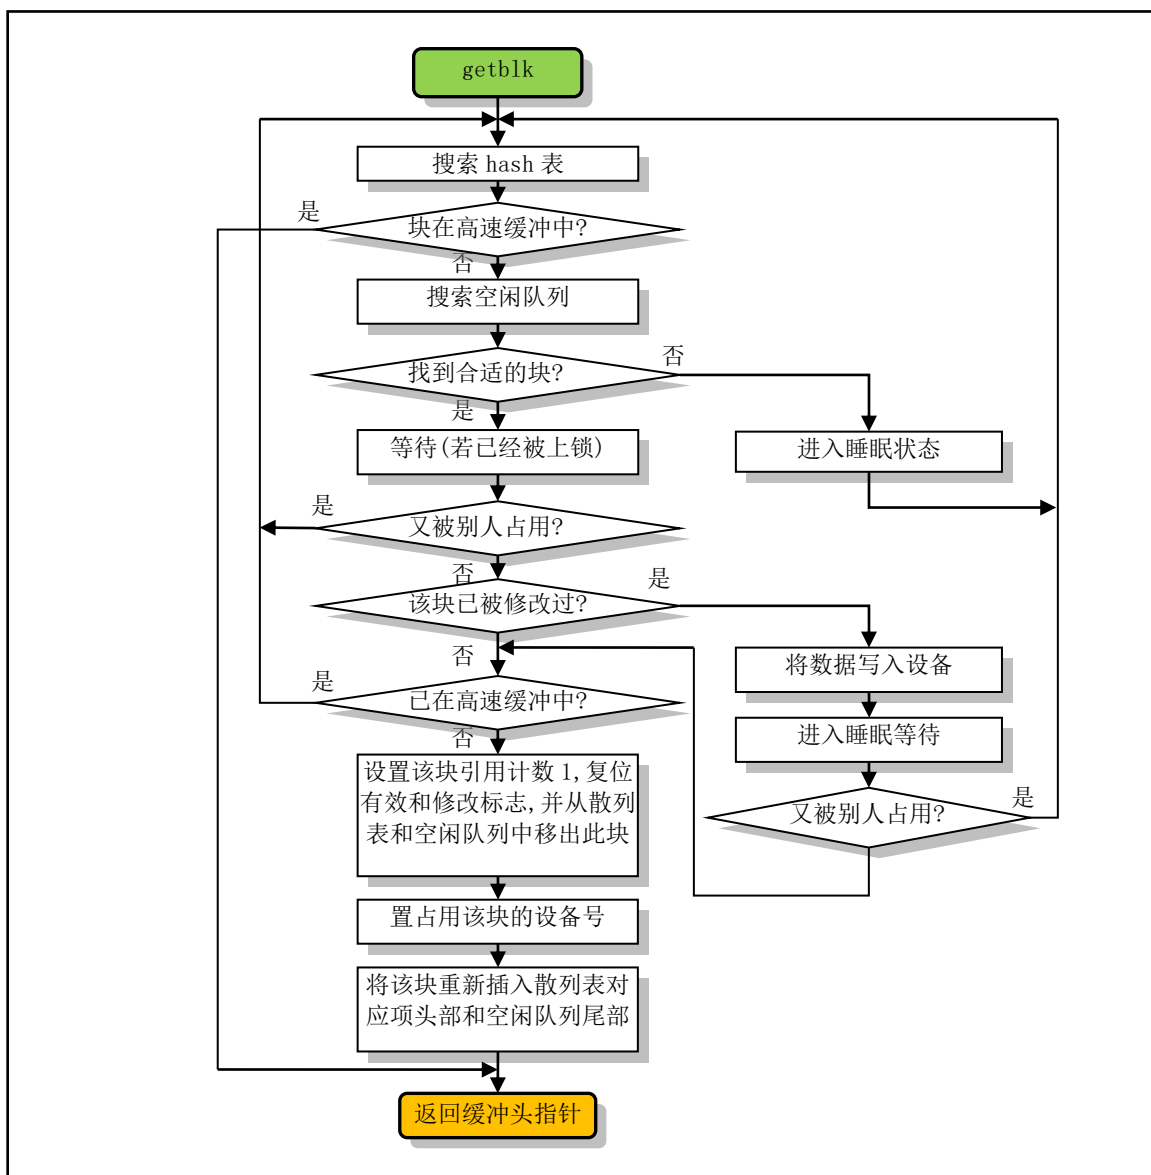 getblk
搜索 hash 表
是
块在高速缓冲中?
否
搜索空闲队列
否
找到合适的块?
是
等待(若已经被上锁)
进入睡眠状态
是
又被别人占用?
否
是
该块已被修改过?
否
将数据写入设备
是
已在高速缓冲中?
否
进入睡眠等待
设置该块引用计数 1,复位
有效和修改标志,并从散列
表和空闲队列中移出此块
是
又被别人占用?
置占用该块的设备号
将该块重新插入散列表对
应项头部和空闲队列尾部
返回缓冲头指针